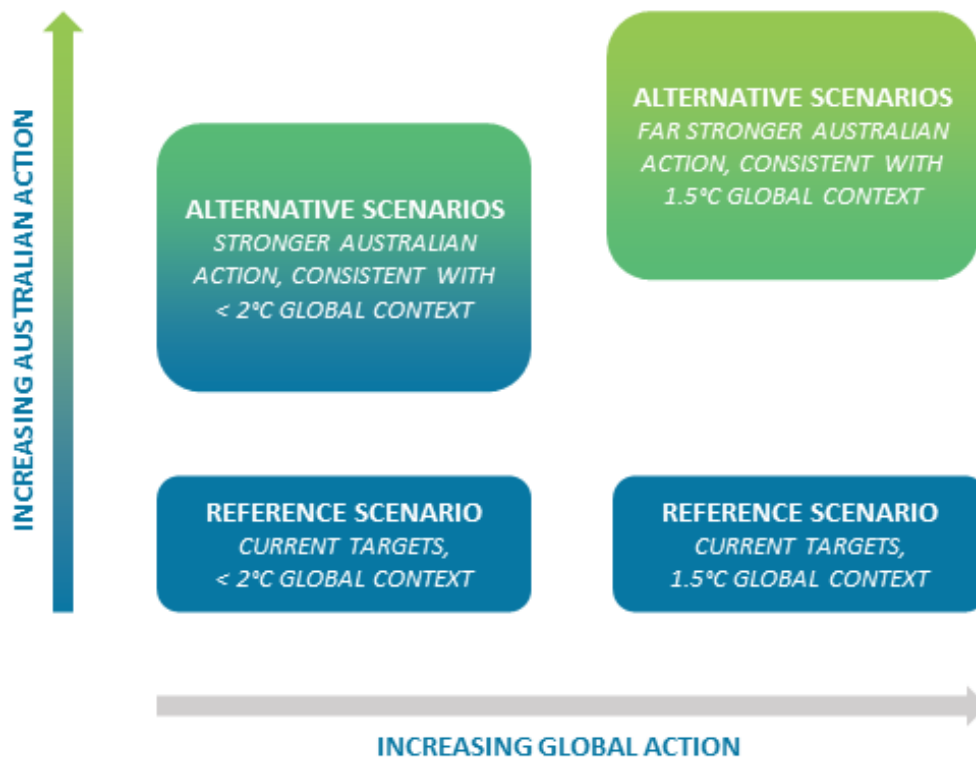 INCREASING AUSTRALIAN ACTION
ALTERNATIVE SCENARIOS
STRONGER AUSTRALIAN
ACTION, CONSISTENT WITH
< 2°C GLOBAL CONTEXT
ALTERNATIVE SCENARIOS
FAR STRONGER AUSTRALIAN
ACTION, CONSISTENT WITH
1.5°C GLOBAL CONTEXT
REFERENCE SCENARIO
CURRENT TARGETS,
< 2°C GLOBAL CONTEXT
REFERENCE SCENARIO
CURRENT TARGETS,
1.5°C GLOBAL CONTEXT
INCREASING GLOBAL ACTION